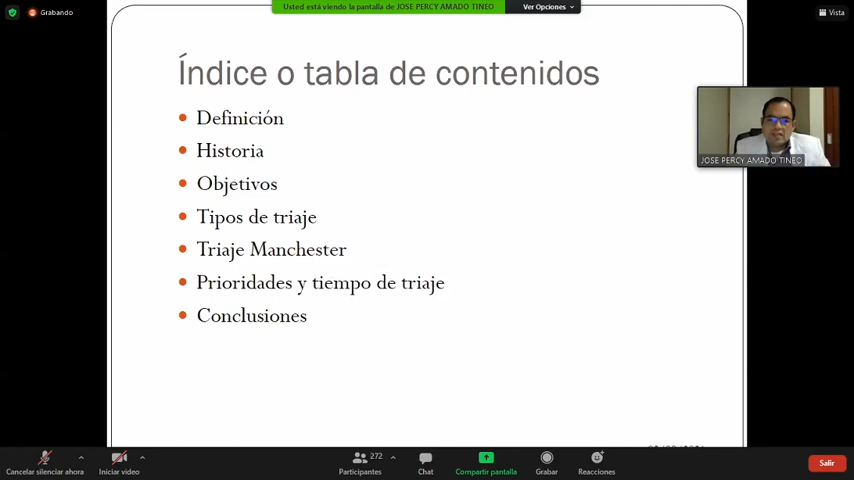 Grabando
Usted está viendo la pantalla de JOSE PERCY AMADO TINEO
Ver Opciones
Vista
Índice o tabla de contenidos
Definición
Historia
Objetivos
Tipos de triaje
Triaje Manchester
Prioridades y tiempo de triaje
Conclusiones
JOSE PERCY AMADO TINEO
Cancelar silenciar ahora
Iniciar video
272
Participantes
Chat
Compartir pantalla
Grabar
Reacciones
Salir